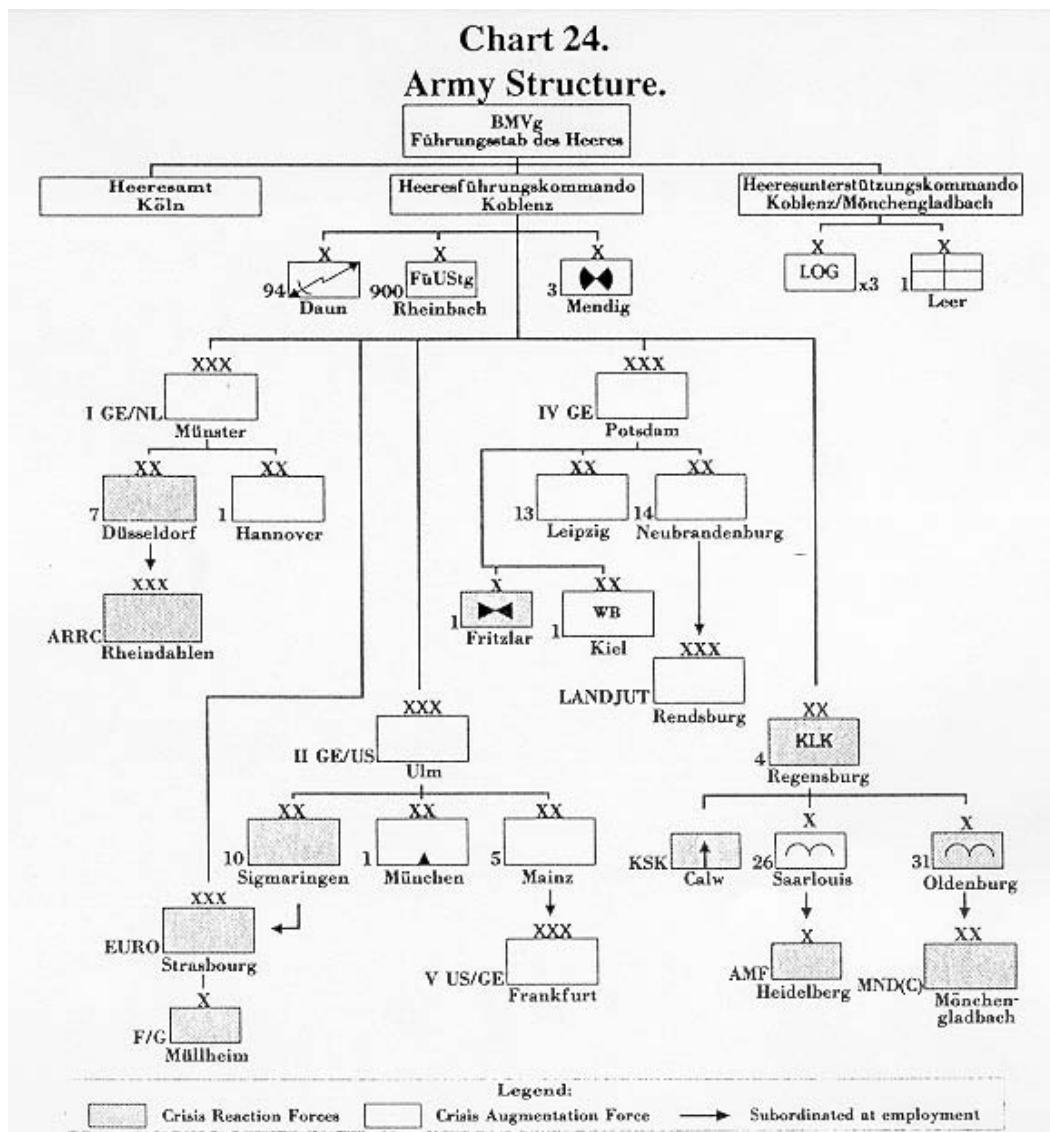 Chart 24.
Army Structure.
BMVg
Führungsstab des Heeres
Heeresamt
Köln
Heeresführungskommando
Koblenz
Heeresunterstützungskommando
Koblenz/Mönchengladbach
X
94
Daun
X
FüUStg
900
Rheinbach
X
3
Mendig
X
LOG
x3
X
1
Leer
XXX
I GE/NL
Münster
XXX
IV GE
Potsdam
XX
7
Düsseldorf
XX
1
Hannover
XX
13
Leipzig
XX
14
Neubrandenburg
XXX
ARRC
Rheindahlen
X
1
Fritzlar
XX
WB
1
Kiel
XXX
LANDJUT
Rendsburg
XXX
II GE/US
Ulm
XX
KLK
4
Regensburg
XX
10
Sigmaringen
XX
1
München
XX
5
Mainz
KSK
Calw
X
26
Saarlouis
X
31
Oldenburg
XXX
EURO
Strasbourg
XXX
V US/GE
Frankfurt
X
AMF
Heidelberg
XX
MND(C)
Mönchen-
gladbach
X
F/G
Müllheim
Legend:
Crisis Reaction Forces
Crisis Augmentation Force
Subordinated at employment